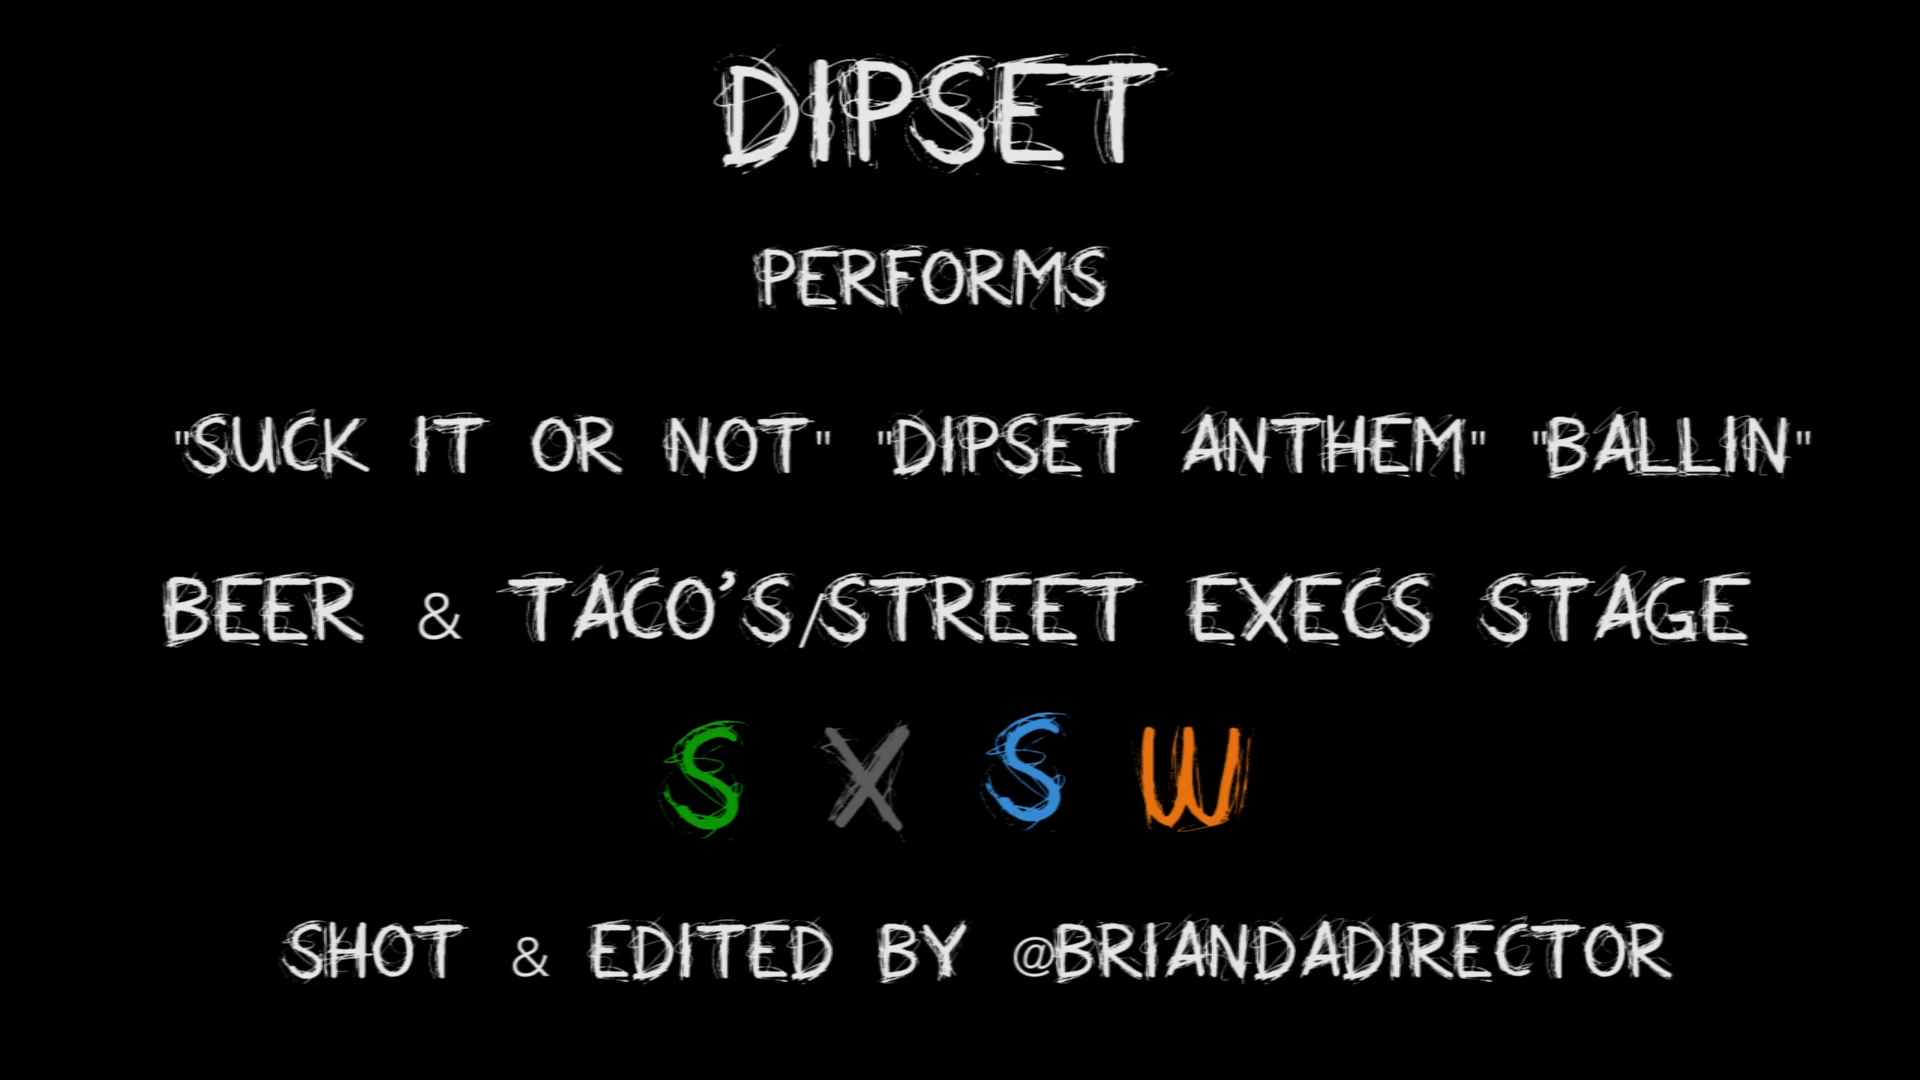 DIPSET
PERFORMS
"SUCK IT OR NOT" "DIPSET ANTHEM" "BALLIN"
BEER & TACO'S/STREET EXECS STAGE
S X S W
SHOT & EDITED BY @BRIANDADIRECTOR